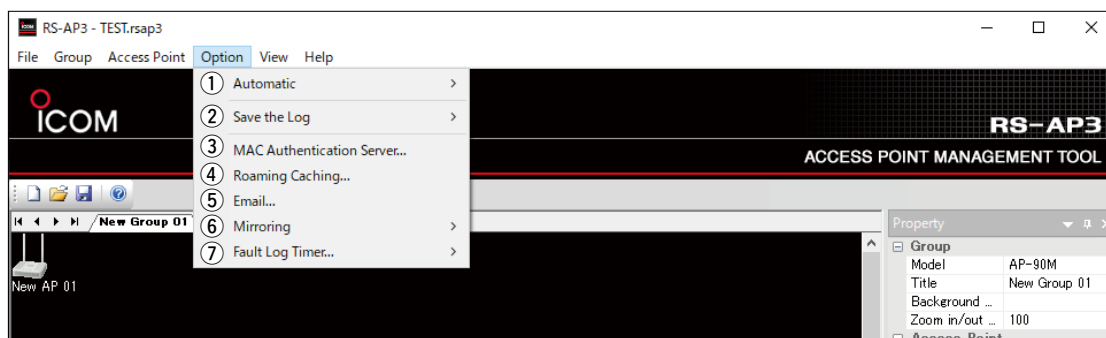 RS-AP3 - TEST.rsap3
File Group Access Point Option View Help
① Automatic >
② Save the Log >
③ MAC Authentication Server...
④ Roaming Caching...
⑤ Email...
⑥ Mirroring >
⑦ Fault Log Timer... >
ICOM
ICOM
RS-AP3
ACCESS POINT MANAGEMENT TOOL
New Group 01
New AP 01
Property
Group
Model AP-90M
Title New Group 01
Background ...
Zoom in/out ... 100
Access Point